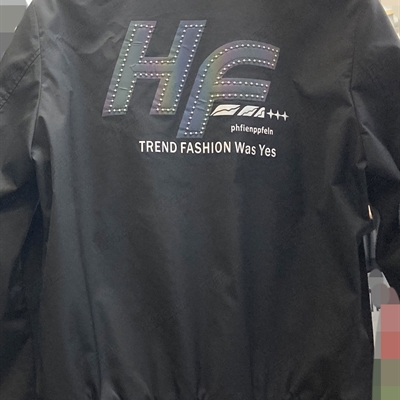 HF
phfienppfeln
TREND FASHION Was Yes